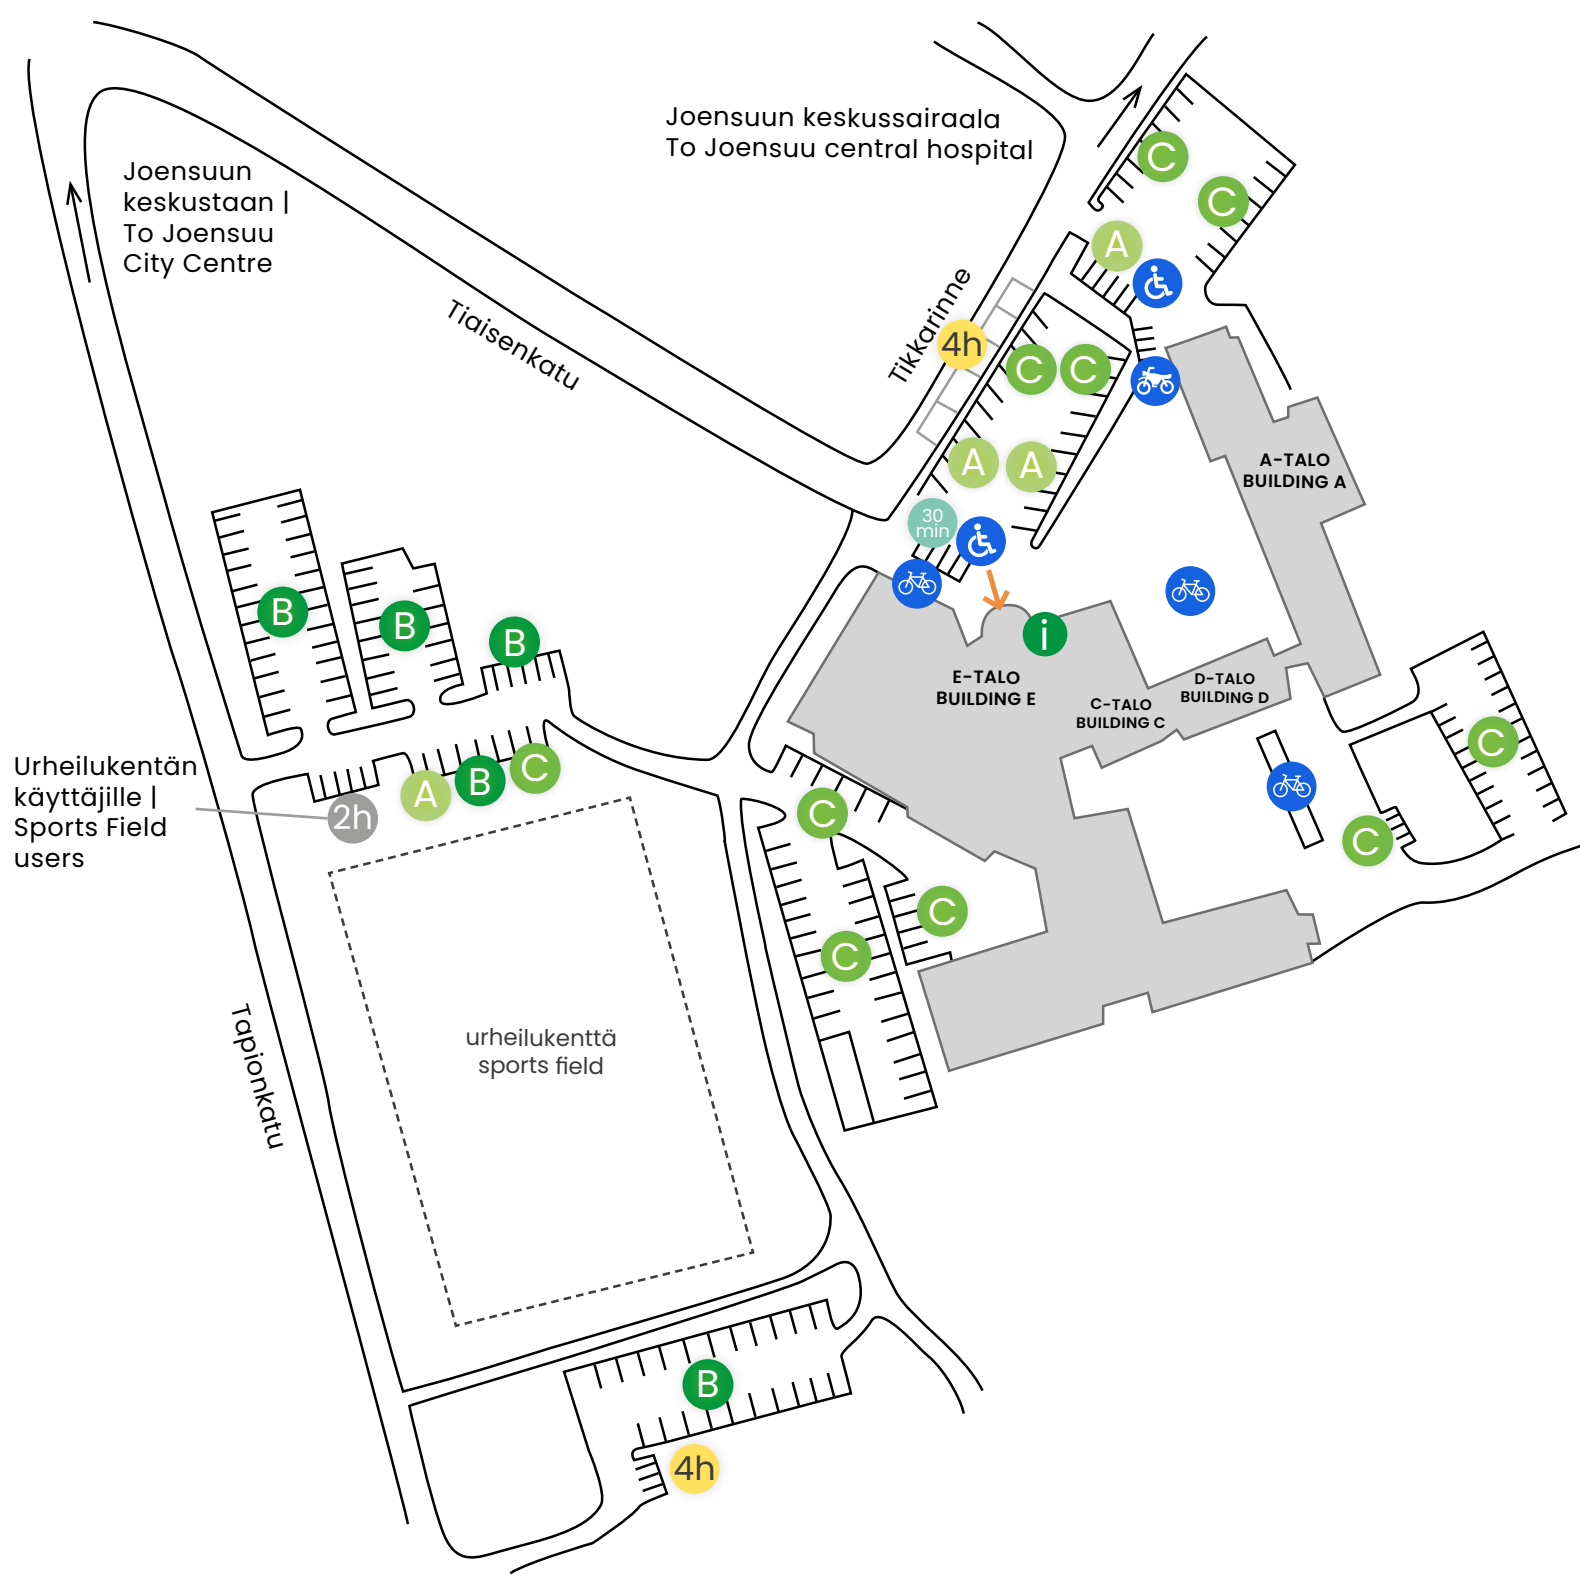 Joensuun keskussairaala
To Joensuu central hospital
Joensuun
keskustaan |
To Joensuu
City Centre
C
C
A
Tiaisenkatu
Tikkarinne
4h
C
C
A
A
30
min
A-TALO
BUILDING A
B
B
B
i
E-TALO
BUILDING E
D-TALO
BUILDING D
C-TALO
BUILDING C
Urheilukentän
käyttäjille |
Sports Field
users
2h
A
B
C
C
C
C
C
C
Tapionkatu
urheilukenttä
sports field
B
4h